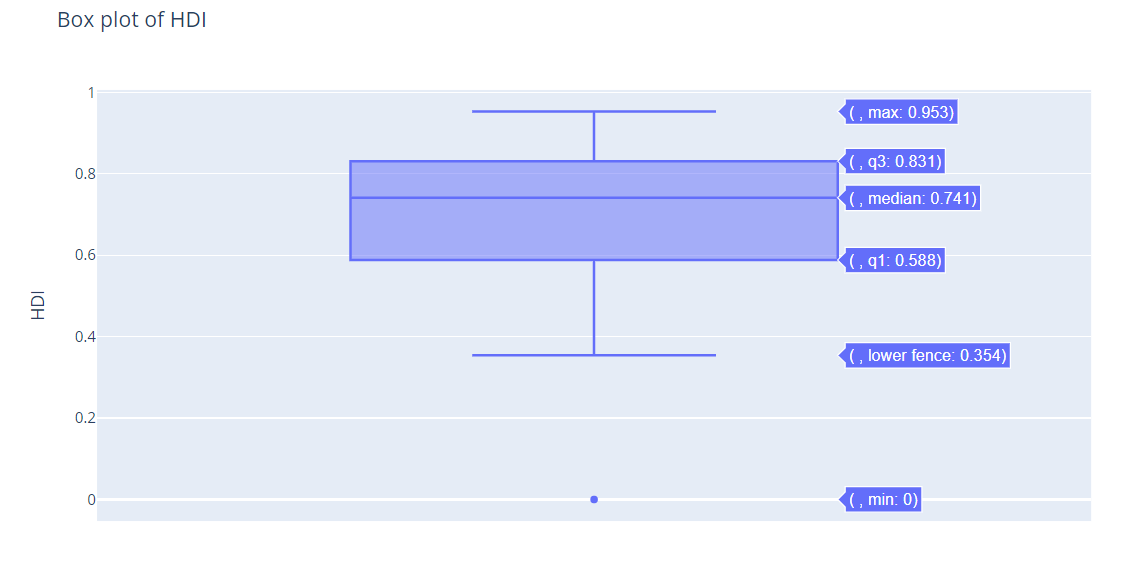 Box plot of HDI
1
( , max: 0.953)
( , q3: 0.831)
0.8
( , median: 0.741)
0.6
( , q1: 0.588)
HDI
0.4
( , lower fence: 0.354)
0.2
0
( , min: 0)